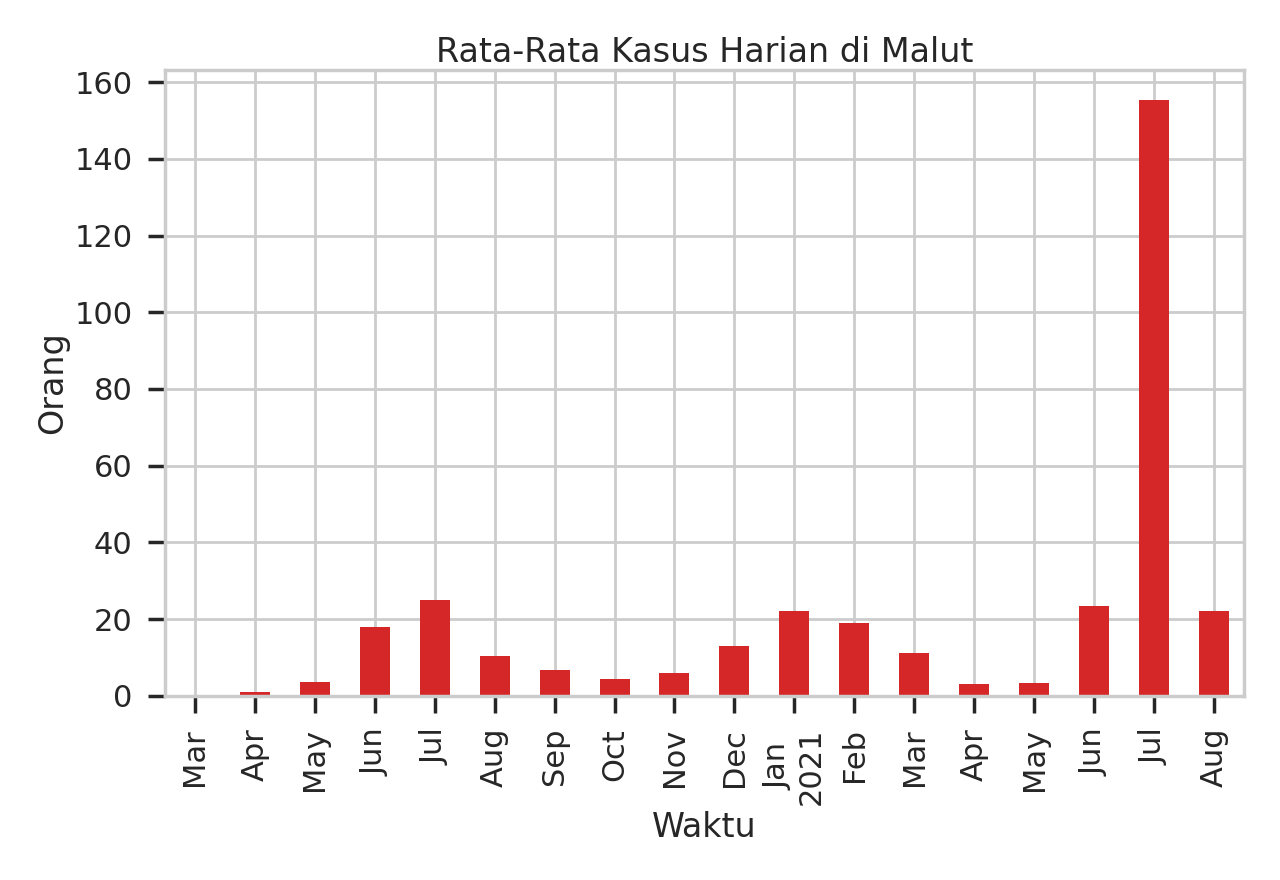 Rata-Rata Kasus Harian di Malut
160
140
120
100
80
60
40
20
0
Orang
Mar
Apr
May
Jun
Jul
Aug
Sep
Oct
Nov
Dec
Jan
2021
Feb
Mar
Apr
May
Jun
Jul
Aug
Waktu